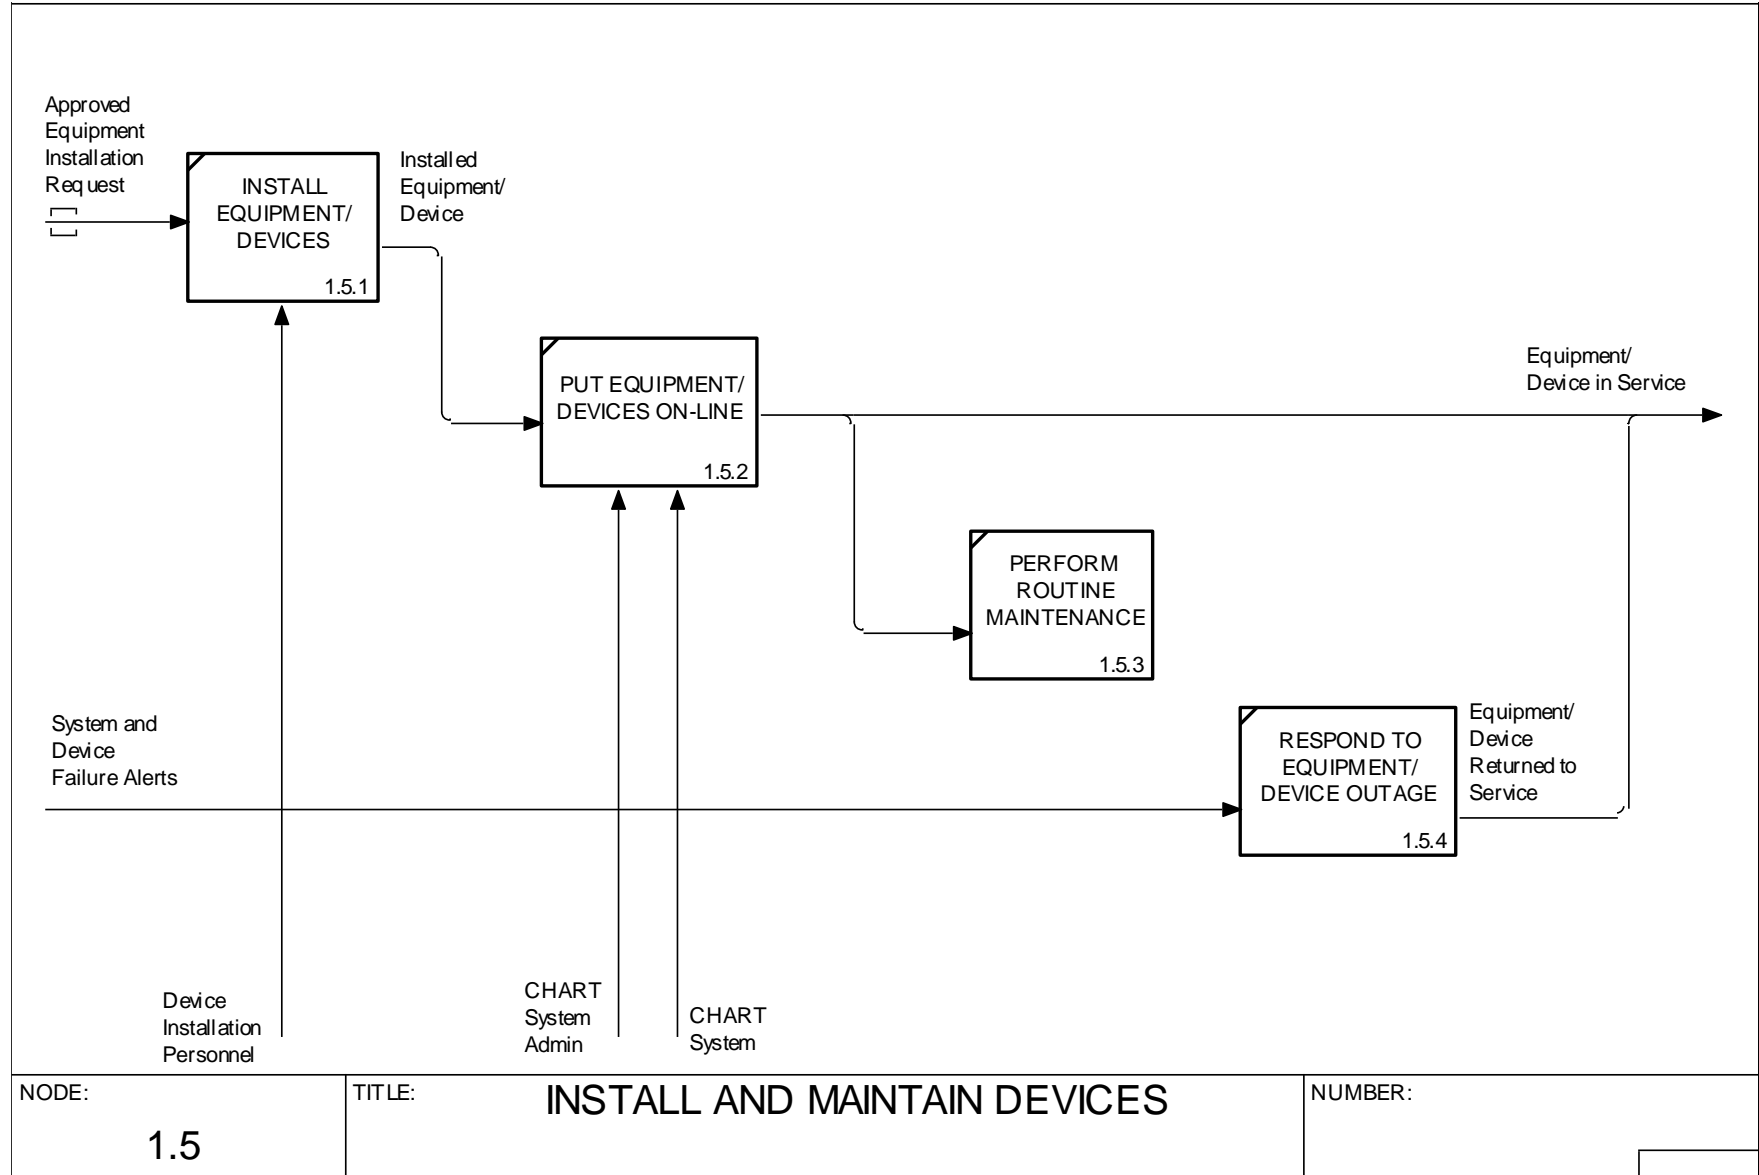 Approved
Equipment
Installation
Request
INSTALL
EQUIPMENT/
DEVICES
1.5.1
Installed
Equipment/
Device
PUT EQUIPMENT/
DEVICES ON-LINE
1.5.2
Equipment/
Device in Service
PERFORM
ROUTINE
MAINTENANCE
1.5.3
System and
Device
Failure Alerts
RESPOND TO
EQUIPMENT/
DEVICE OUTAGE
1.5.4
Equipment/
Device
Returned to
Service
Device
Installation
Personnel
CHART
System
Admin
CHART
System
NODE:
1.5
TITLE:
INSTALL AND MAINTAIN DEVICES
NUMBER: